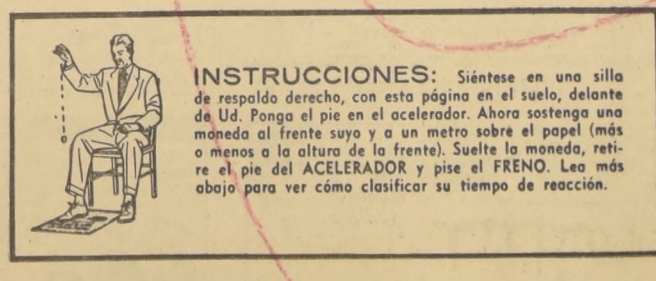 INSTRUCCIONES: Siéntese en una silla
de respaldo derecho, con esta página en el suelo, delante
de Ud. Ponga el pie en el acelerador. Ahora sostenga una
moneda al frente suyo y a un metro sobre el papel (más
o menos a la altura de la frente). Suelte la moneda, reti-
re el pie del ACELERADOR y pise el FRENO. Lea más
abajo para ver cómo clasificar su tiempo de reacción.